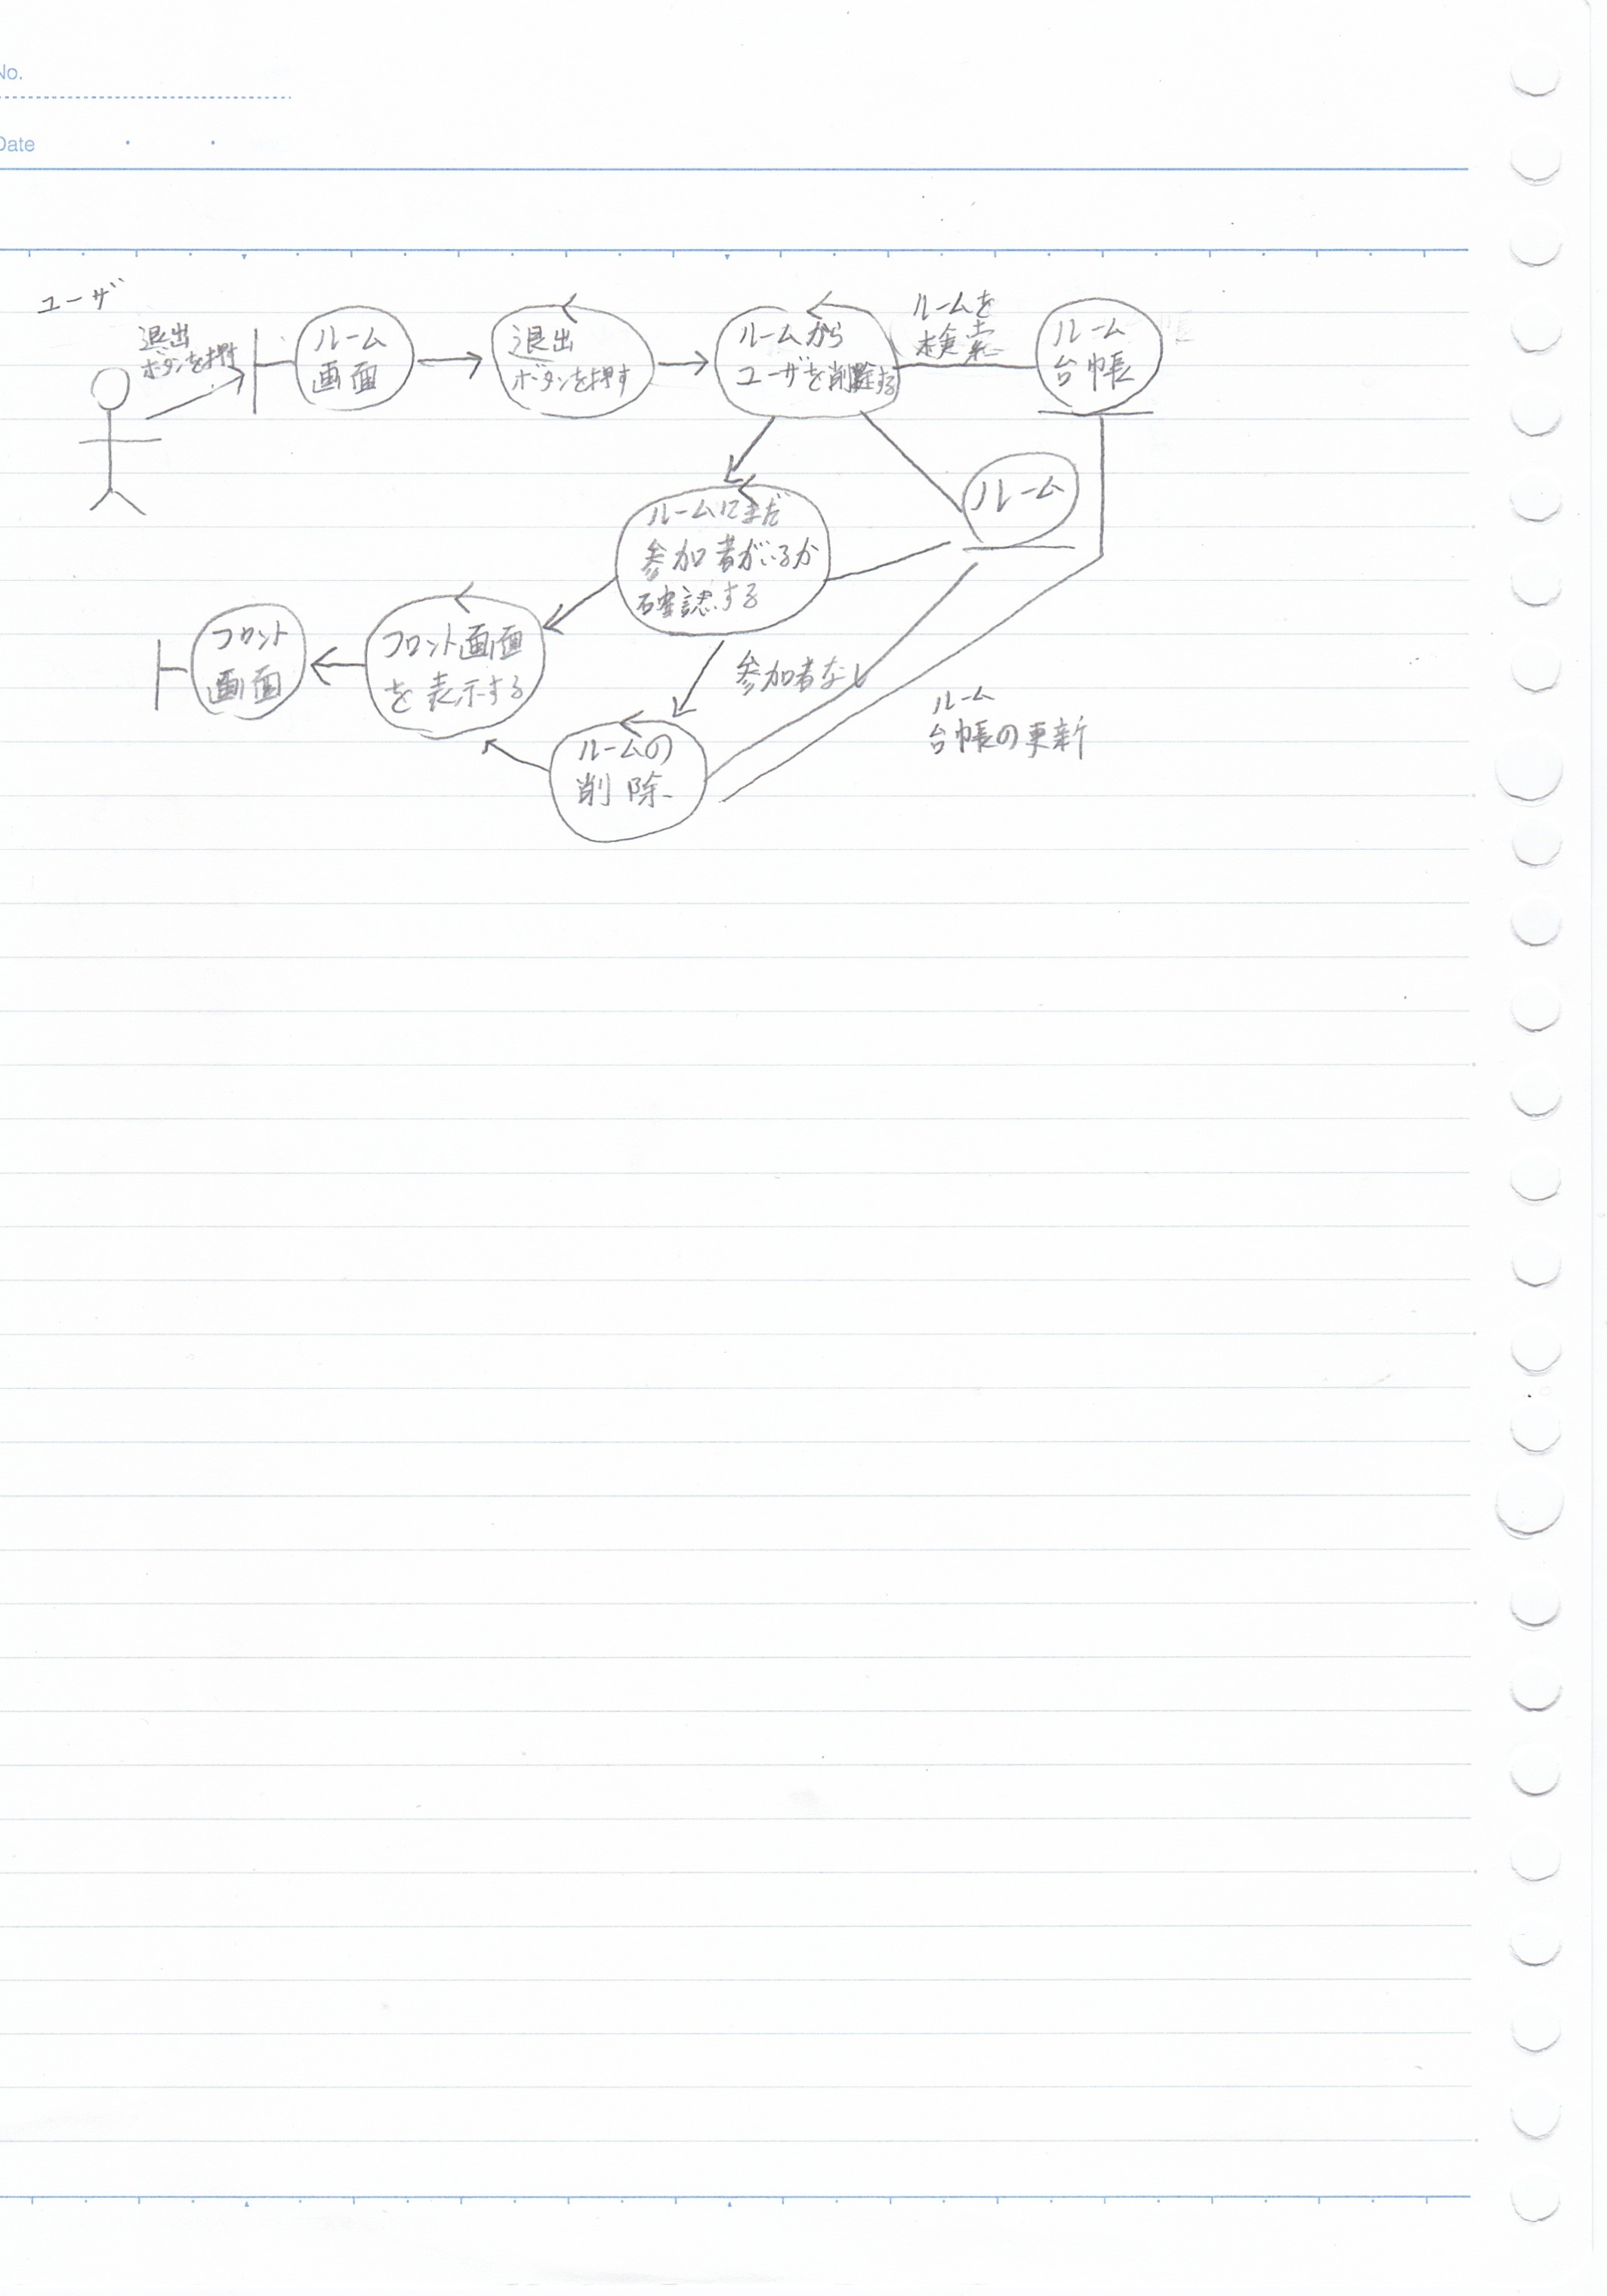 No.
Date
ユーザ
退出
ボタンを押す
ルーム
画面
退出
ボタンを押す
ルームから
ユーザを削除する
ルームを
検索
ルーム
台帳
ルーム
ルームにまだ
参加者がいるか
確認する
フロント
画面
フロント画面
を表示する
参加者なし
ルームの
削除
ルーム
台帳の更新